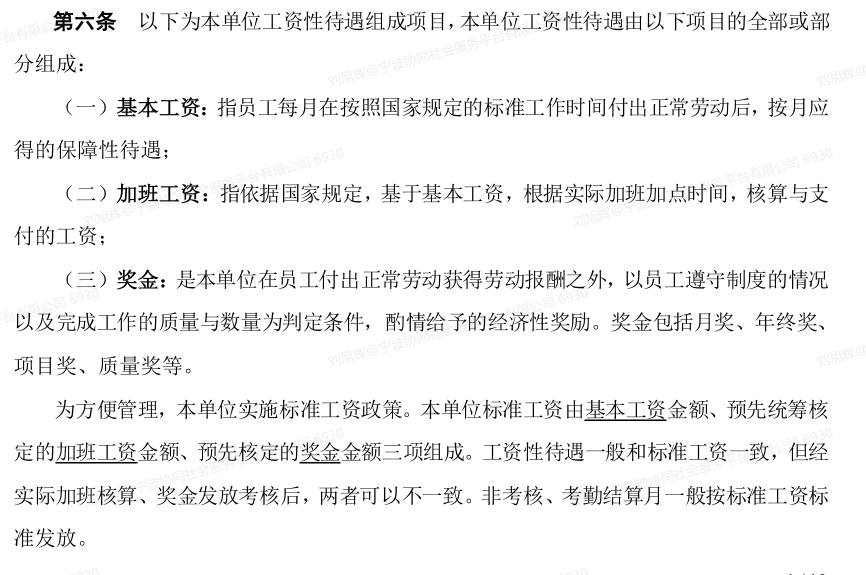 第六条 以下为本单位工资性待遇组成项目，本单位工资性待遇由以下项目的全部或部
分组成：
（一）基本工资：指员工每月在按照国家规定的标准工作时间付出正常劳动后，按月应
得的保障性待遇；
（二）加班工资：指依据国家规定，基于基本工资，根据实际加班加点时间，核算与支
付的工资；
（三）奖金：是本单位在员工付出正常劳动获得劳动报酬之外，以员工遵守制度的情况
以及完成工作的质量与数量为判定条件，酌情给予的经济性奖励。奖金包括月奖、年终奖、
项目奖、质量奖等。
为方便管理，本单位实施标准工资政策。本单位标准工资由基本工资金额、预先统筹核
定的加班工资金额、预先核定的奖金金额三项组成。工资性待遇一般和标准工资一致，但经
实际加班核算、奖金发放考核后，两者可以不一致。非考核、考勤结算月一般按标准工资标
准发放。
刘旭辉@宁波协同社会服务平台有限公司 6930